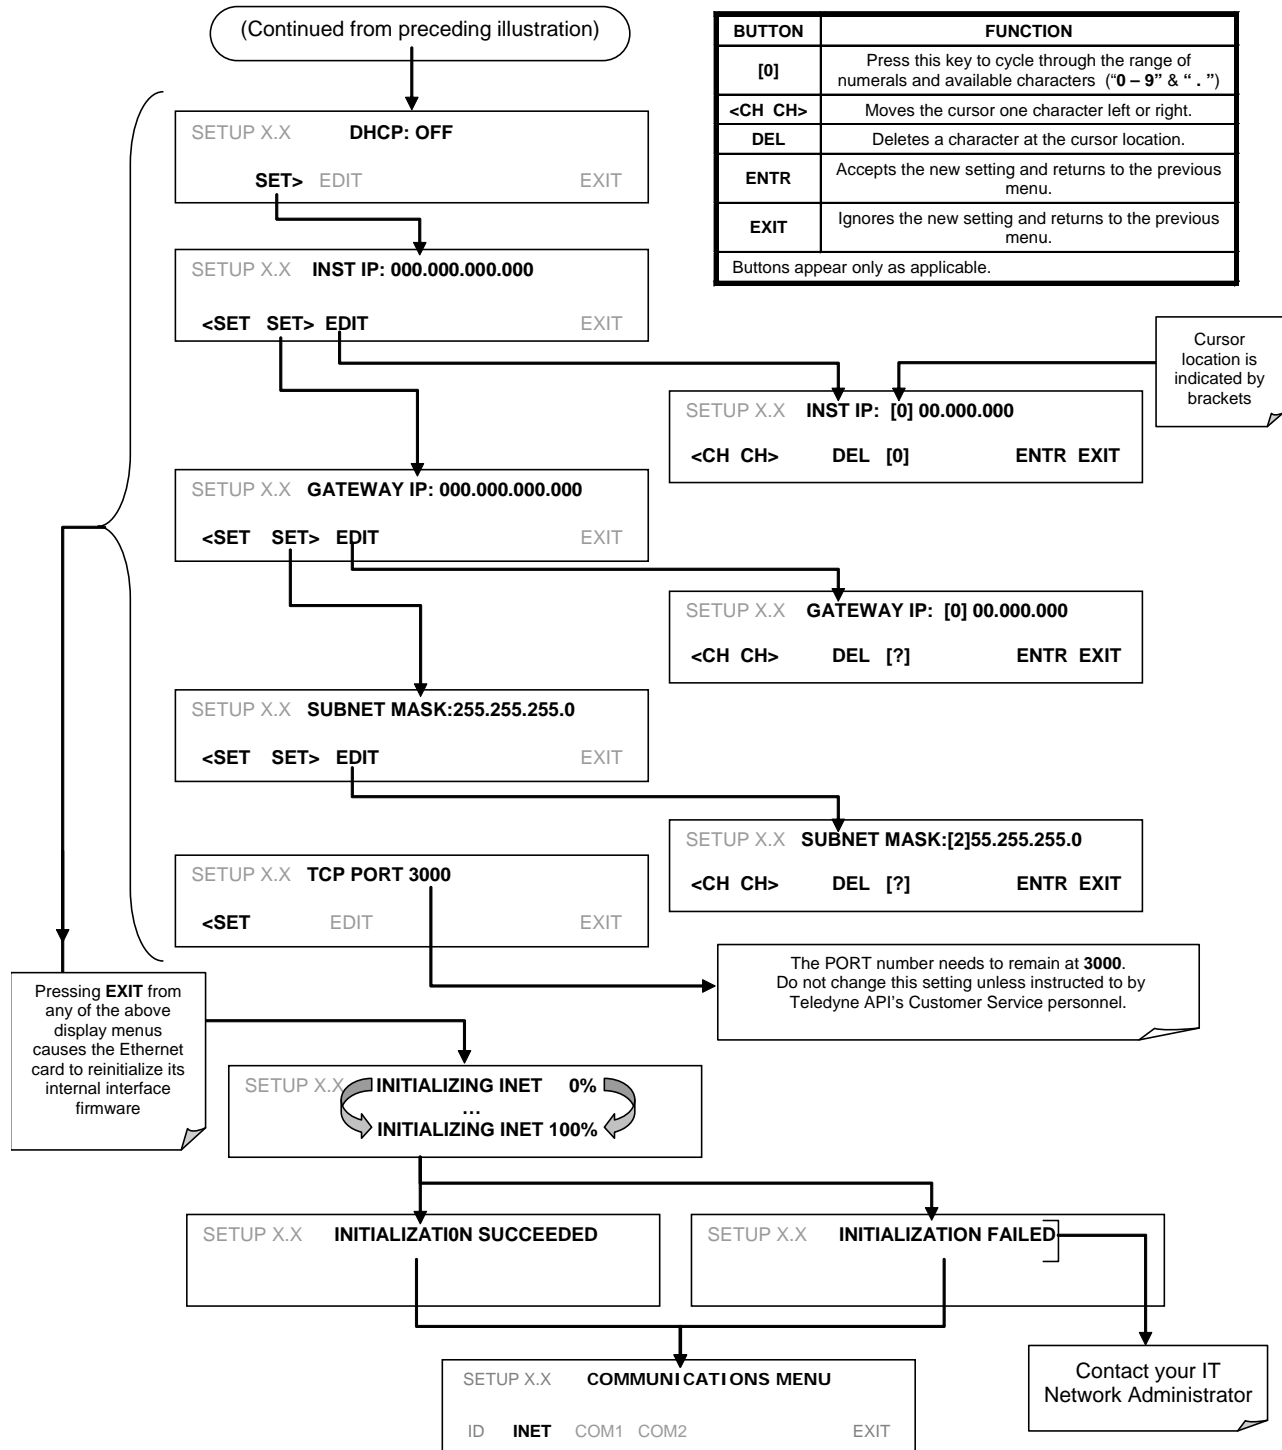 (Continued from preceding illustration)
BUTTON FUNCTION
[0] Press this key to cycle through the range of
numerals and available characters (“0 – 9” & “ . ”)
<CH CH> Moves the cursor one character left or right.
DEL Deletes a character at the cursor location.
ENTR Accepts the new setting and returns to the previous
menu.
EXIT Ignores the new setting and returns to the previous
menu.
Buttons appear only as applicable.
SETUP X.X DHCP: OFF
SET> EDIT EXIT
SETUP X.X INST IP: 000.000.000.000
<SET SET> EDIT EXIT
Cursor
location is
indicated by
brackets
SETUP X.X INST IP: [0] 00.000.000
<CH CH> DEL [0] ENTR EXIT
SETUP X.X GATEWAY IP: 000.000.000.000
<SET SET> EDIT EXIT
SETUP X.X GATEWAY IP: [0] 00.000.000
<CH CH> DEL [?] ENTR EXIT
SETUP X.X SUBNET MASK:255.255.255.0
<SET SET> EDIT EXIT
SETUP X.X SUBNET MASK:[2]55.255.255.0
<CH CH> DEL [?] ENTR EXIT
SETUP X.X TCP PORT 3000
<SET EDIT EXIT
The PORT number needs to remain at 3000.
Do not change this setting unless instructed to by
Teledyne API’s Customer Service personnel.
Pressing EXIT from
any of the above
display menus
causes the Ethernet
card to reinitialize its
internal interface
firmware
SETUP X.X INITIALIZING INET 0%
…
INITIALIZING INET 100%
SETUP X.X INITIALIZATI0N SUCCEEDED
SETUP X.X INITIALIZATION FAILED
Contact your IT
Network Administrator
SETUP X.X COMMUNICATIONS MENU
ID INET COM1 COM2 EXIT